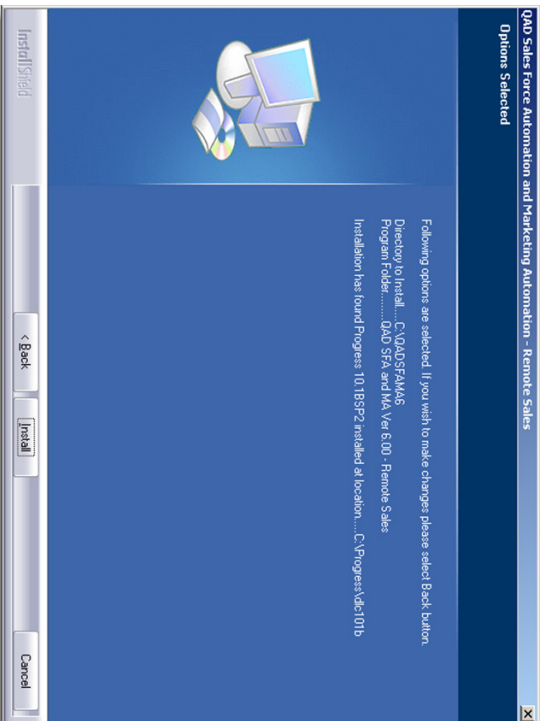 QAD Sales Force Automation and Marketing Automation - Remote Sales
Options Selected
Following options are selected. If you wish to make changes please select Back button.
Directory to Install.....C:\QADSFAMA6
Program Folder.........QAD SFA and MA Ver 6.00 - Remote Sales
Installation has found Progress 10.1BSP2 installed at location.....C:\Progress\dlc101b
InstallShield
< Back
Install
Cancel